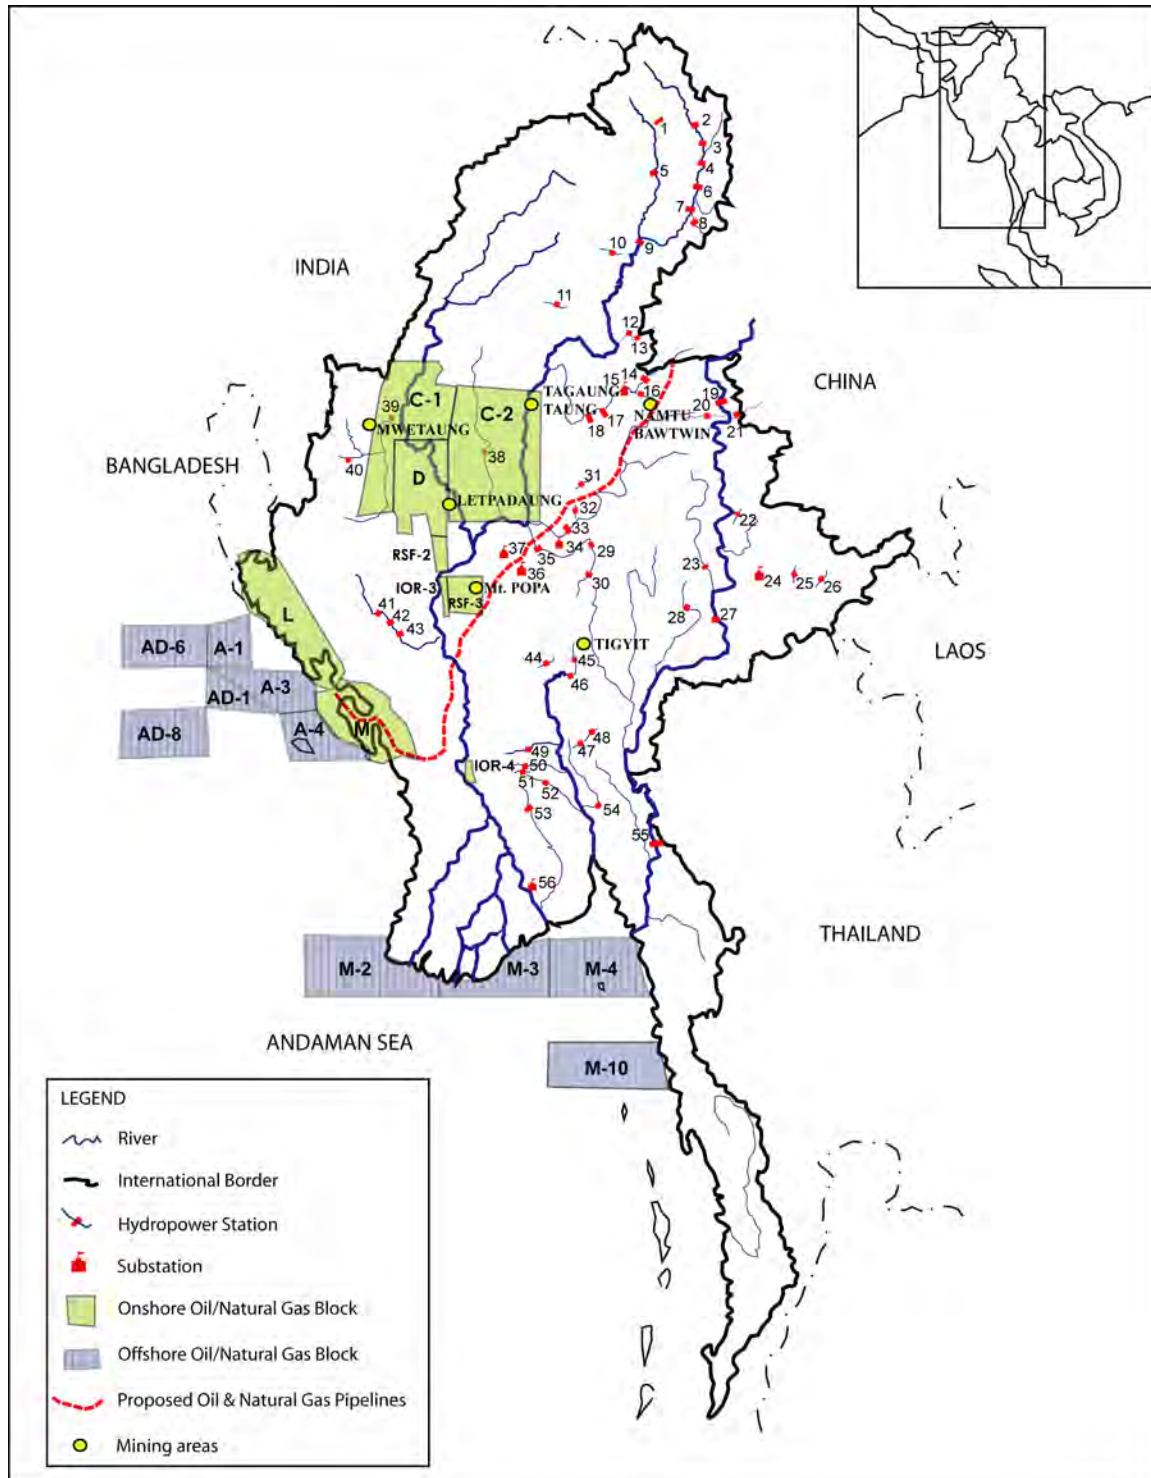 1
2
3
4
5
6
7
8
9
10
INDIA
11
12
13
CHINA
14
15
16
TAGAUNG
TAUNG
NAMTU
BAWTWIN
17
18
19
20
21
C-1
C-2
39
MWETAUNG
38
40
BANGLADESH
D
LETPADAUNG
31
32
33
34
35
37
36
29
30
22
23
24
25
26
27
28
RSF-2
IOR-3
RSF-3
Mt. POPA
41
42
43
L
TIGYIT
44
45
46
LAOS
AD-6
A-1
AD-1
A-3
AD-8
A-4
M
47
48
49
IOR-4
50
51
52
53
54
55
56
THAILAND
M-2
M-3
M-4
ANDAMAN SEA
M-10
LEGEND
River
International Border
Hydropower Station
Substation
Onshore Oil/Natural Gas Block
Offshore Oil/Natural Gas Block
Proposed Oil & Natural Gas Pipelines
Mining areas